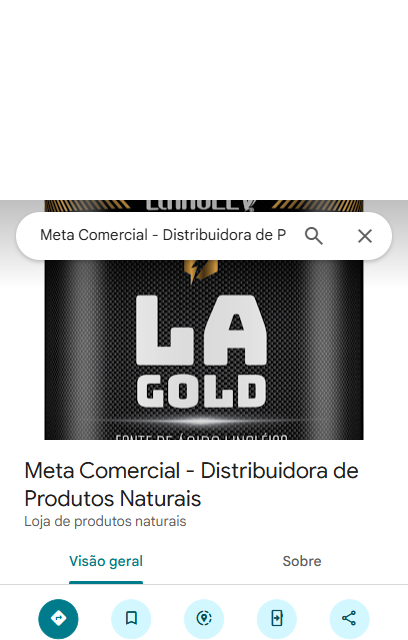 Meta Comercial - Distribuidora de P
LA
GOLD
FONTE DE ÁCIDO LINOLÉICO
Meta Comercial - Distribuidora de
Produtos Naturais
Loja de produtos naturais
Visão geral
Sobre